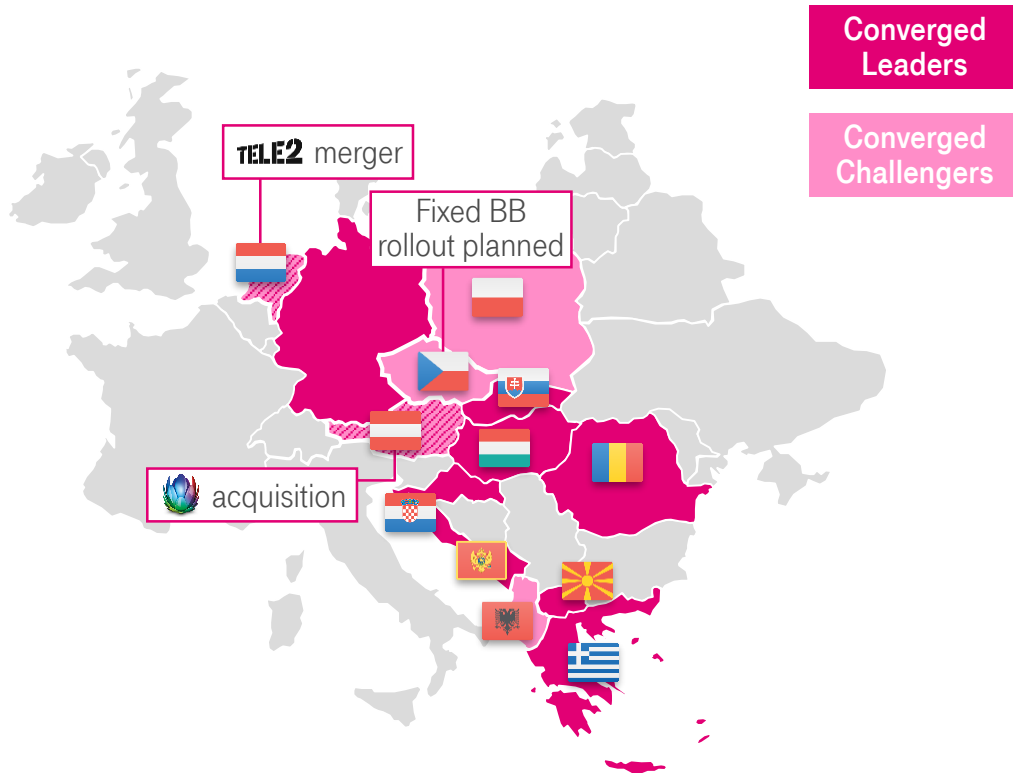 Converged
Leaders
Converged
Challengers
TELE2 merger
Fixed BB
rollout planned
acquisition